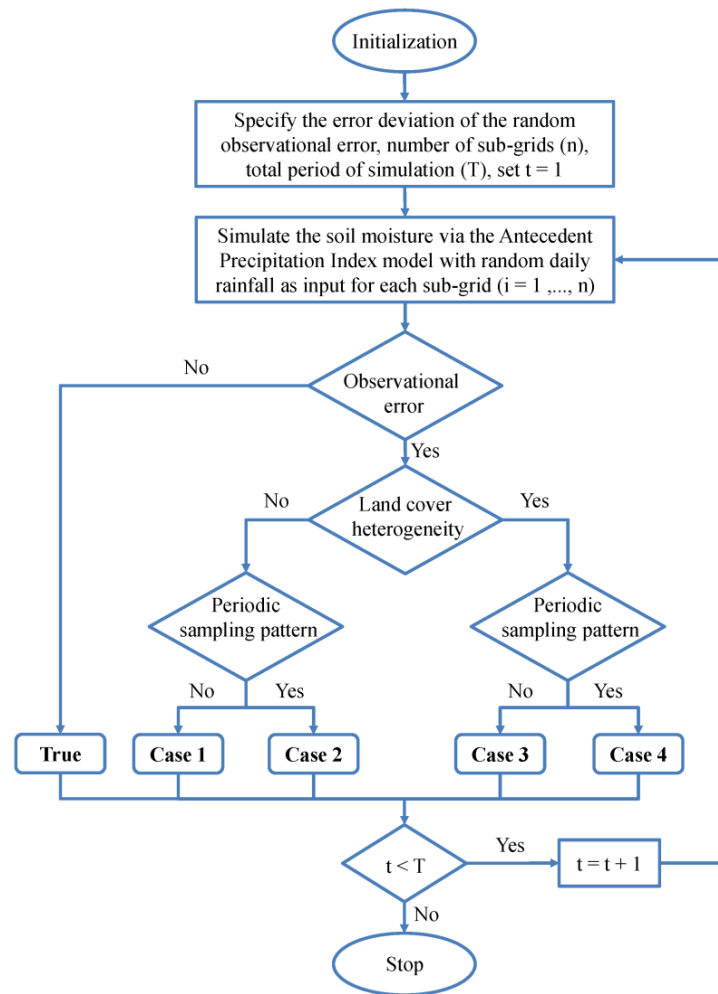 Initialization
Specify the error deviation of the random
observational error, number of sub-grids (n),
total period of simulation (T), set t = 1
Simulate the soil moisture via the Antecedent
Precipitation Index model with random daily
rainfall as input for each sub-grid (i = 1 ,..., n)
No
Observational
error
Yes
No
Land cover
heterogeneity
Yes
Periodic
sampling pattern
Periodic
sampling pattern
No
Yes
No
Yes
True
Case 1
Case 2
Case 3
Case 4
t < T
Yes
t = t + 1
No
Stop